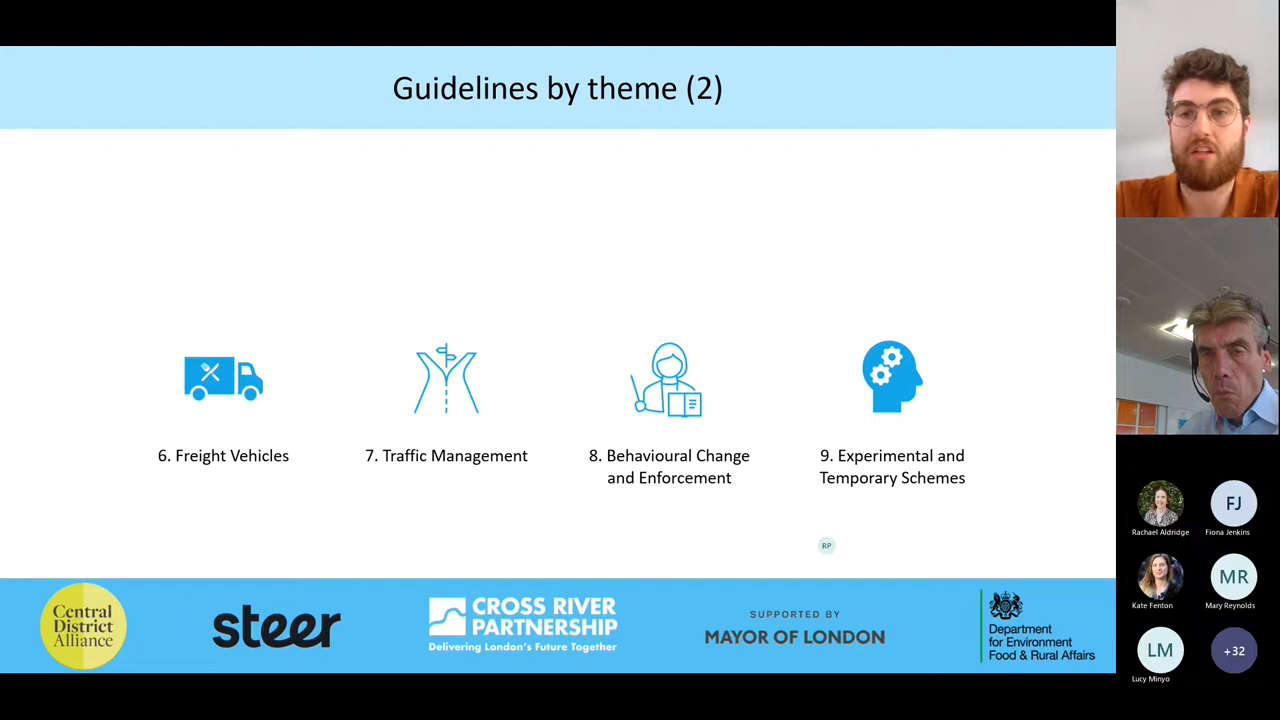 Guidelines by theme (2)
6. Freight Vehicles
7. Traffic Management
8. Behavioural Change
and Enforcement
9. Experimental and
Temporary Schemes
RP
Central
District
Alliance
steer
CROSS RIVER
PARTNERSHIP
Delivering London's Future Together
SUPPORTED BY
MAYOR OF LONDON
Department
for Environment
Food & Rural Affairs
Rachael Aldridge
FJ
Fiona Jenkins
Kate Fenton
MR
Mary Reynolds
LM
Lucy Minyo
+32